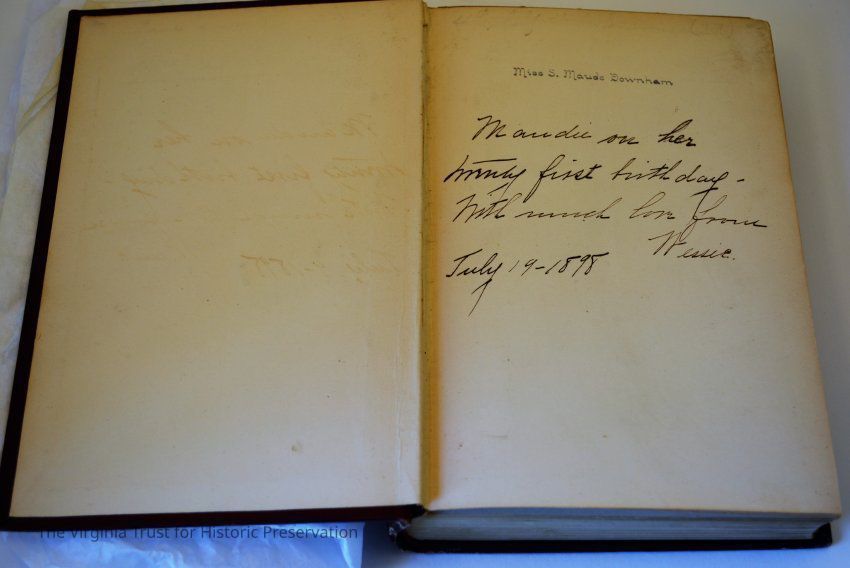 Miss S. Maude Downham
Maudie on her
twenty first birthday -
With much love from
Wessie.
July 19-1898
The Virginia Trust for Historic Preservation